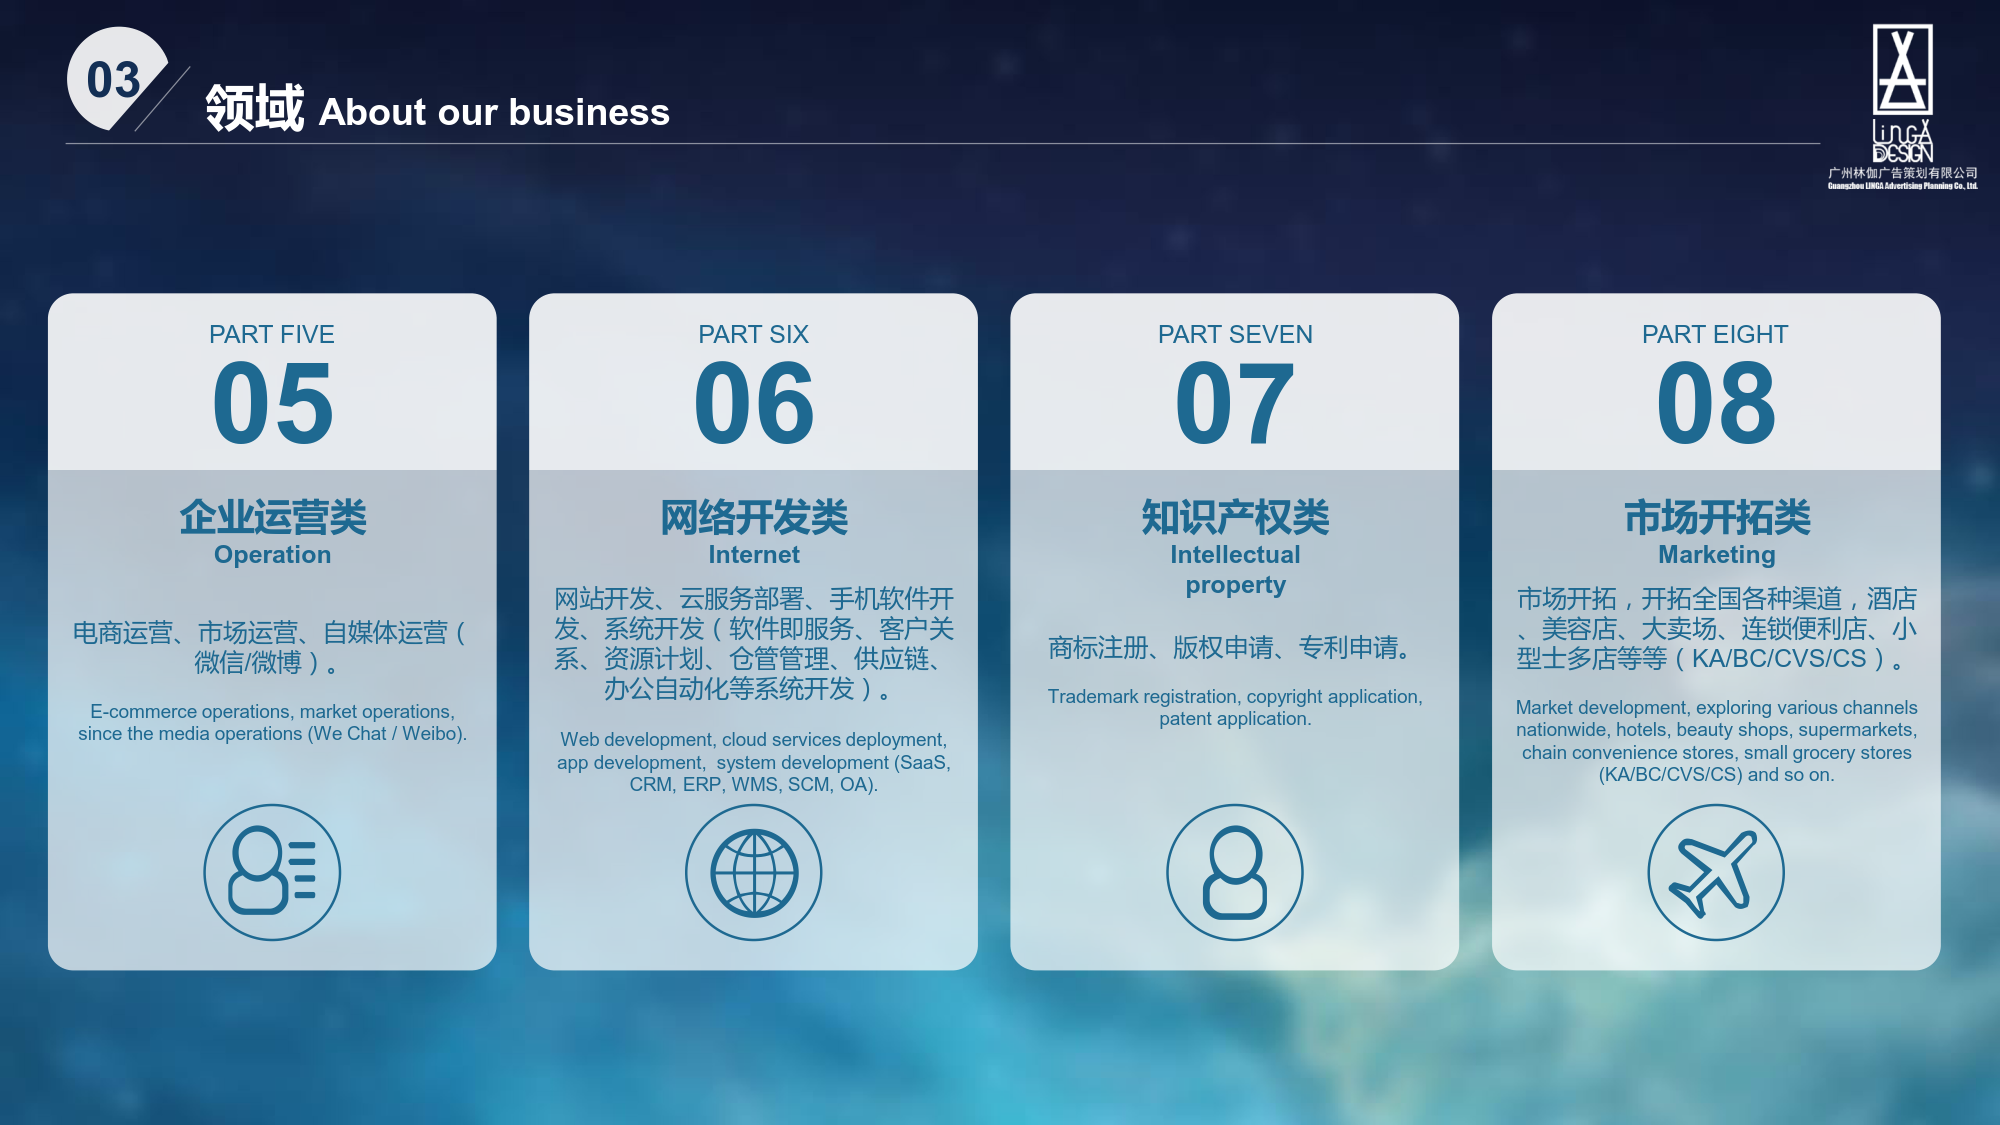 03
领域 About our business
LingA
DESIGN
广州林伽广告策划有限公司
Guangzhou LINGA Advertising Planning Co., Ltd.
PART FIVE
05
企业运营类
Operation
电商运营、市场运营、自媒体运营（
微信/微博）。
E-commerce operations, market operations,
since the media operations (We Chat / Weibo).
PART SIX
06
网络开发类
Internet
网站开发、云服务部署、手机软件开
发、系统开发（软件即服务、客户关
系、资源计划、仓管管理、供应链、
办公自动化等系统开发）。
Web development, cloud services deployment,
app development,  system development (SaaS,
CRM, ERP, WMS, SCM, OA).
PART SEVEN
07
知识产权类
Intellectual
property
商标注册、版权申请、专利申请。
Trademark registration, copyright application,
patent application.
PART EIGHT
08
市场开拓类
Marketing
市场开拓，开拓全国各种渠道，酒店
、美容店、大卖场、连锁便利店、小
型士多店等等（KA/BC/CVS/CS）。
Market development, exploring various channels
nationwide, hotels, beauty shops, supermarkets,
chain convenience stores, small grocery stores
(KA/BC/CVS/CS) and so on.